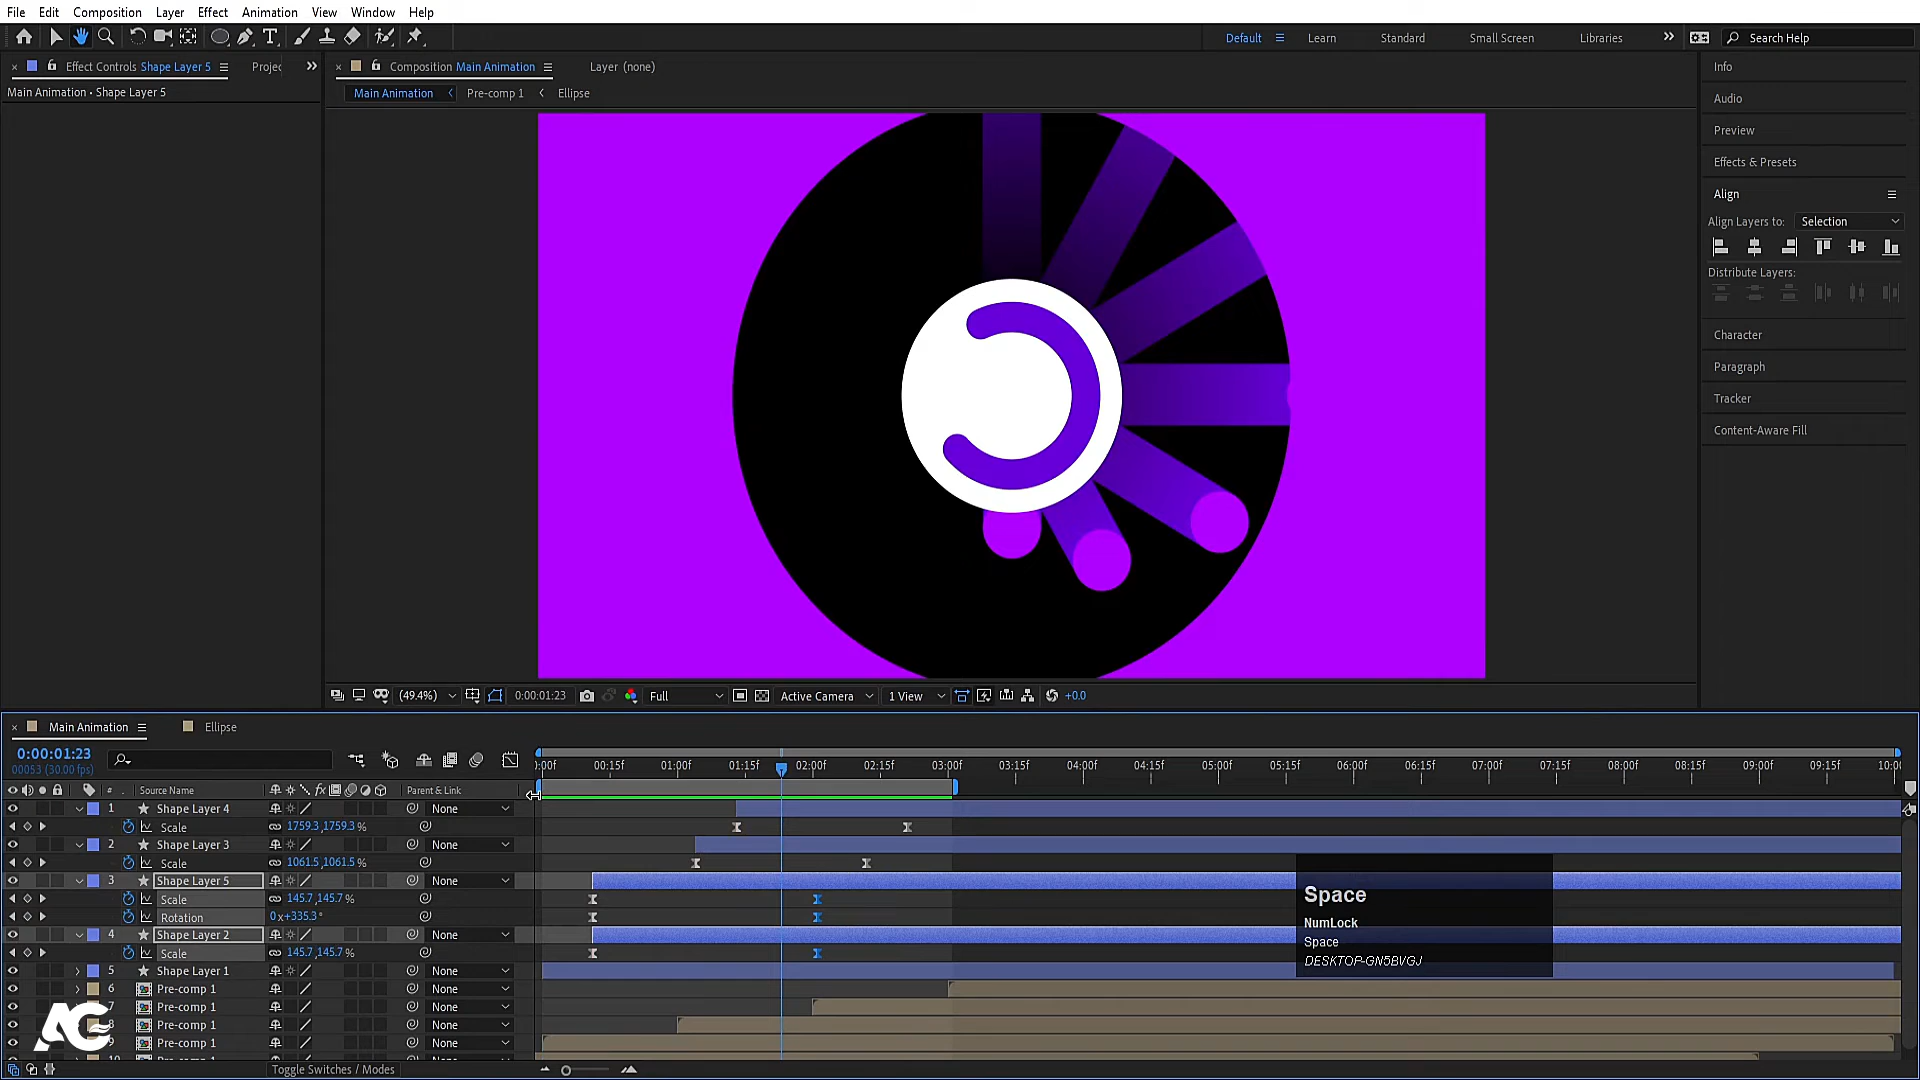 File Edit Composition Layer Effect Animation View Window Help
Default Learn Standard Small Screen Libraries Search Help
Effect Controls Shape Layer 5 Projec
Composition Main Animation Layer (none)
Main Animation • Shape Layer 5
Main Animation Pre-comp 1 Ellipse
Info
Audio
Preview
Effects & Presets
Align
Align Layers to: Selection
Distribute Layers:
Character
Paragraph
Tracker
Content-Aware Fill
(49.4%) 0:00:01:23 Full Active Camera 1 View +0.0
Main Animation Ellipse
0:00:01:23
00053 (30.00 fps)
):00f 00:15f 01:00f 01:15f 02:00f 02:15f 03:00f 03:15f 04:00f 04:15f 05:00f 05:15f 06:00f 06:15f 07:00f 07:15f 08:00f 08:15f 09:00f 09:15f 10:00
# Source Name Parent & Link
1 Shape Layer 4 None
Scale 1759.3,1759.3 %
2 Shape Layer 3 None
Scale 1061.5,1061.5 %
3 Shape Layer 5 None
Scale 145.7,145.7 %
Rotation 0x+335.3°
4 Shape Layer 2 None
Scale 145.7,145.7 %
5 Shape Layer 1 None
6 Pre-comp 1 None
7 Pre-comp 1 None
8 Pre-comp 1 None
9 Pre-comp 1 None
Toggle Switches / Modes
Space
NumLock
Space
DESKTOP-GN5BVGJ
AG